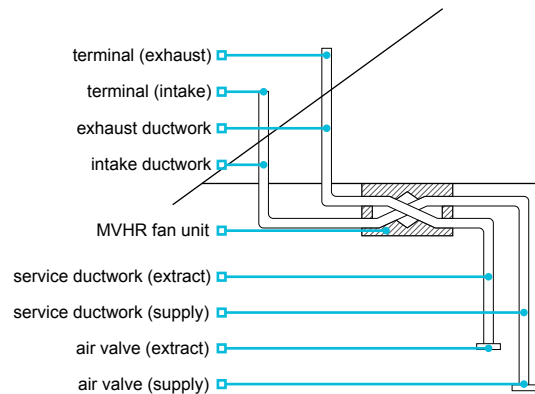 terminal (exhaust)
terminal (intake)
exhaust ductwork
intake ductwork
MVHR fan unit
service ductwork (extract)
service ductwork (supply)
air valve (extract)
air valve (supply)